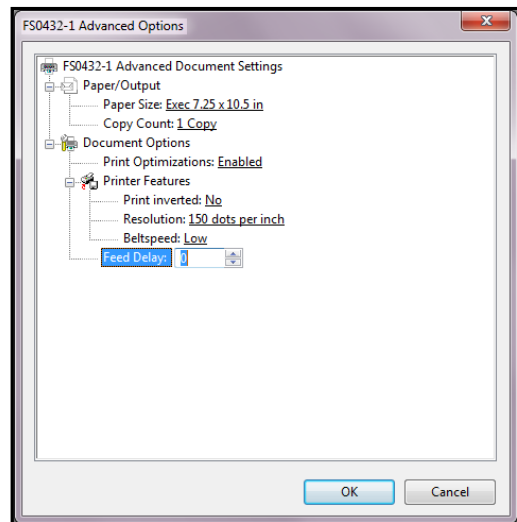 FS0432-1 Advanced Options
FS0432-1 Advanced Document Settings
Paper/Output
Paper Size: Exec 7.25 x 10.5 in
Copy Count: 1 Copy
Document Options
Print Optimizations: Enabled
Printer Features
Print inverted: No
Resolution: 150 dots per inch
Beltspeed: Low
Feed Delay: 0
OK Cancel